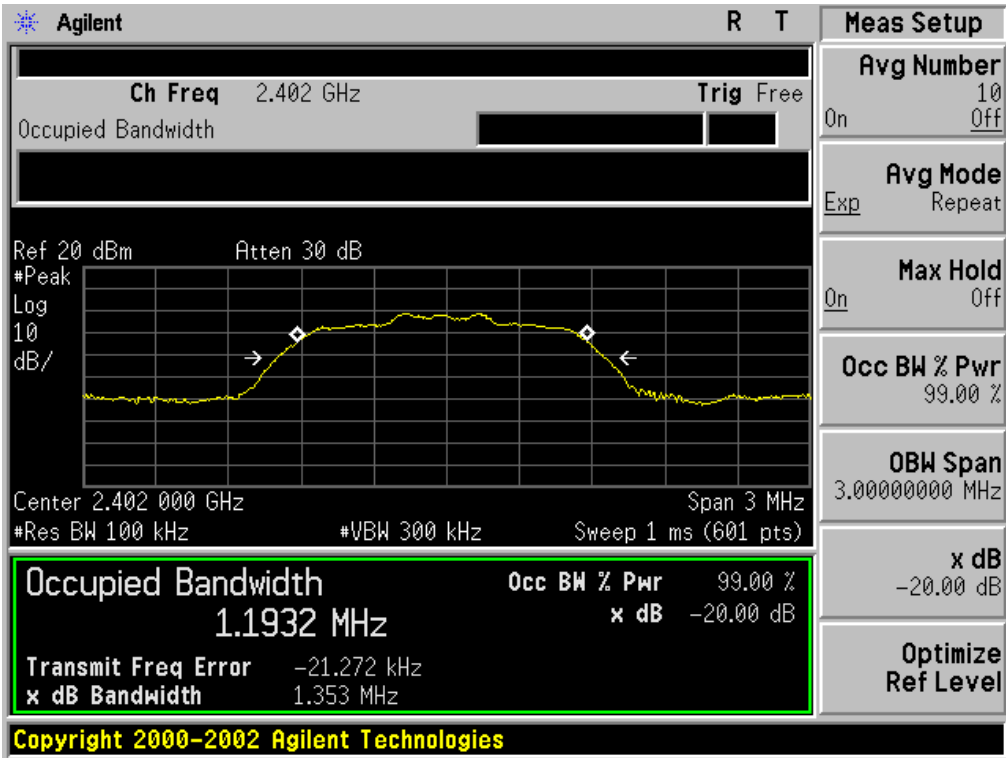 Agilent R T
Ch Freq 2.402 GHz Trig Free
Occupied Bandwidth
Ref 20 dBm Atten 30 dB
#Peak
Log
10
dB/
Center 2.402 000 GHz Span 3 MHz
#Res BW 100 kHz #VBW 300 kHz Sweep 1 ms (601 pts)
Occupied Bandwidth Occ BW % Pwr 99.00 %
1.1932 MHz x dB -20.00 dB
Transmit Freq Error -21.272 kHz
x dB Bandwidth 1.353 MHz
Copyright 2000-2002 Agilent Technologies
Meas Setup
Avg Number
10
On Off
Avg Mode
Exp Repeat
Max Hold
On Off
Occ BW % Pwr
99.00 %
OBW Span
3.00000000 MHz
x dB
-20.00 dB
Optimize
Ref Level